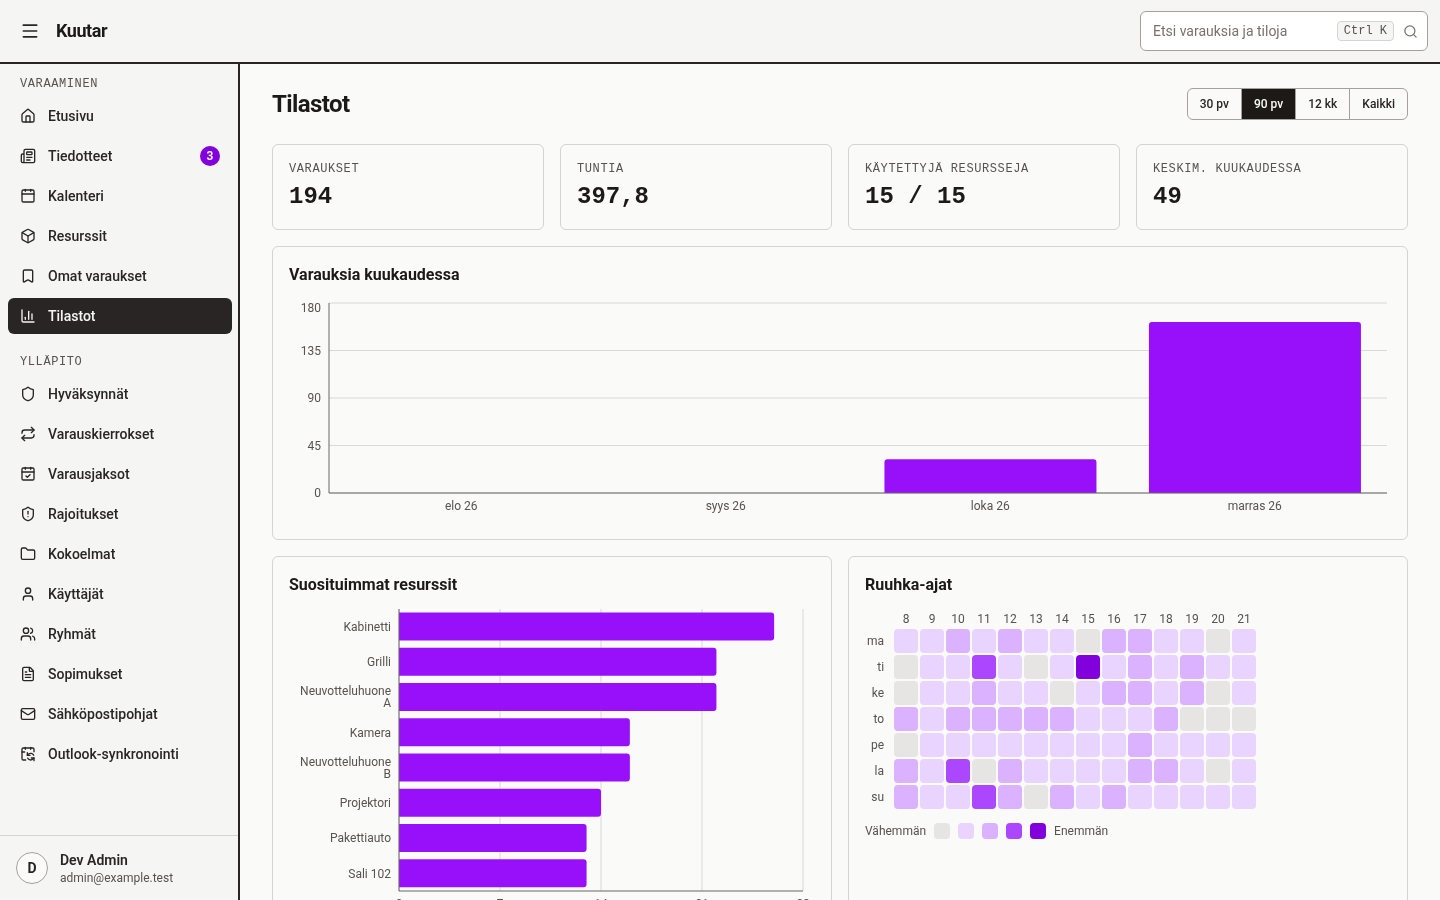 Kuutar
Etsi varauksia ja tiloja
Ctrl K
VARAAMINEN
Etusivu
Tiedotteet
3
Kalenteri
Resurssit
Omat varaukset
Tilastot
YLLÄPITO
Hyväksynnät
Varauskierrokset
Varausjaksot
Rajoitukset
Kokoelmat
Käyttäjät
Ryhmät
Sopimukset
Sähköpostipohjat
Outlook-synkronointi
D
Dev Admin
admin@example.test
Tilastot
30 pv
90 pv
12 kk
Kaikki
VARAUKSET
194
TUNTIA
397,8
KÄYTETTYJÄ RESURSSEJA
15 / 15
KESKIM. KUUKAUDESSA
49
Varauksia kuukaudessa
180
135
90
45
0
elo 26
syys 26
loka 26
marras 26
Suosituimmat resurssit
Kabinetti
Grilli
Neuvotteluhuone
A
Kamera
Neuvotteluhuone
B
Projektori
Pakettiauto
Sali 102
Ruuhka-ajat
8 9 10 11 12 13 14 15 16 17 18 19 20 21
ma
ti
ke
to
pe
la
su
Vähemmän
Enemmän